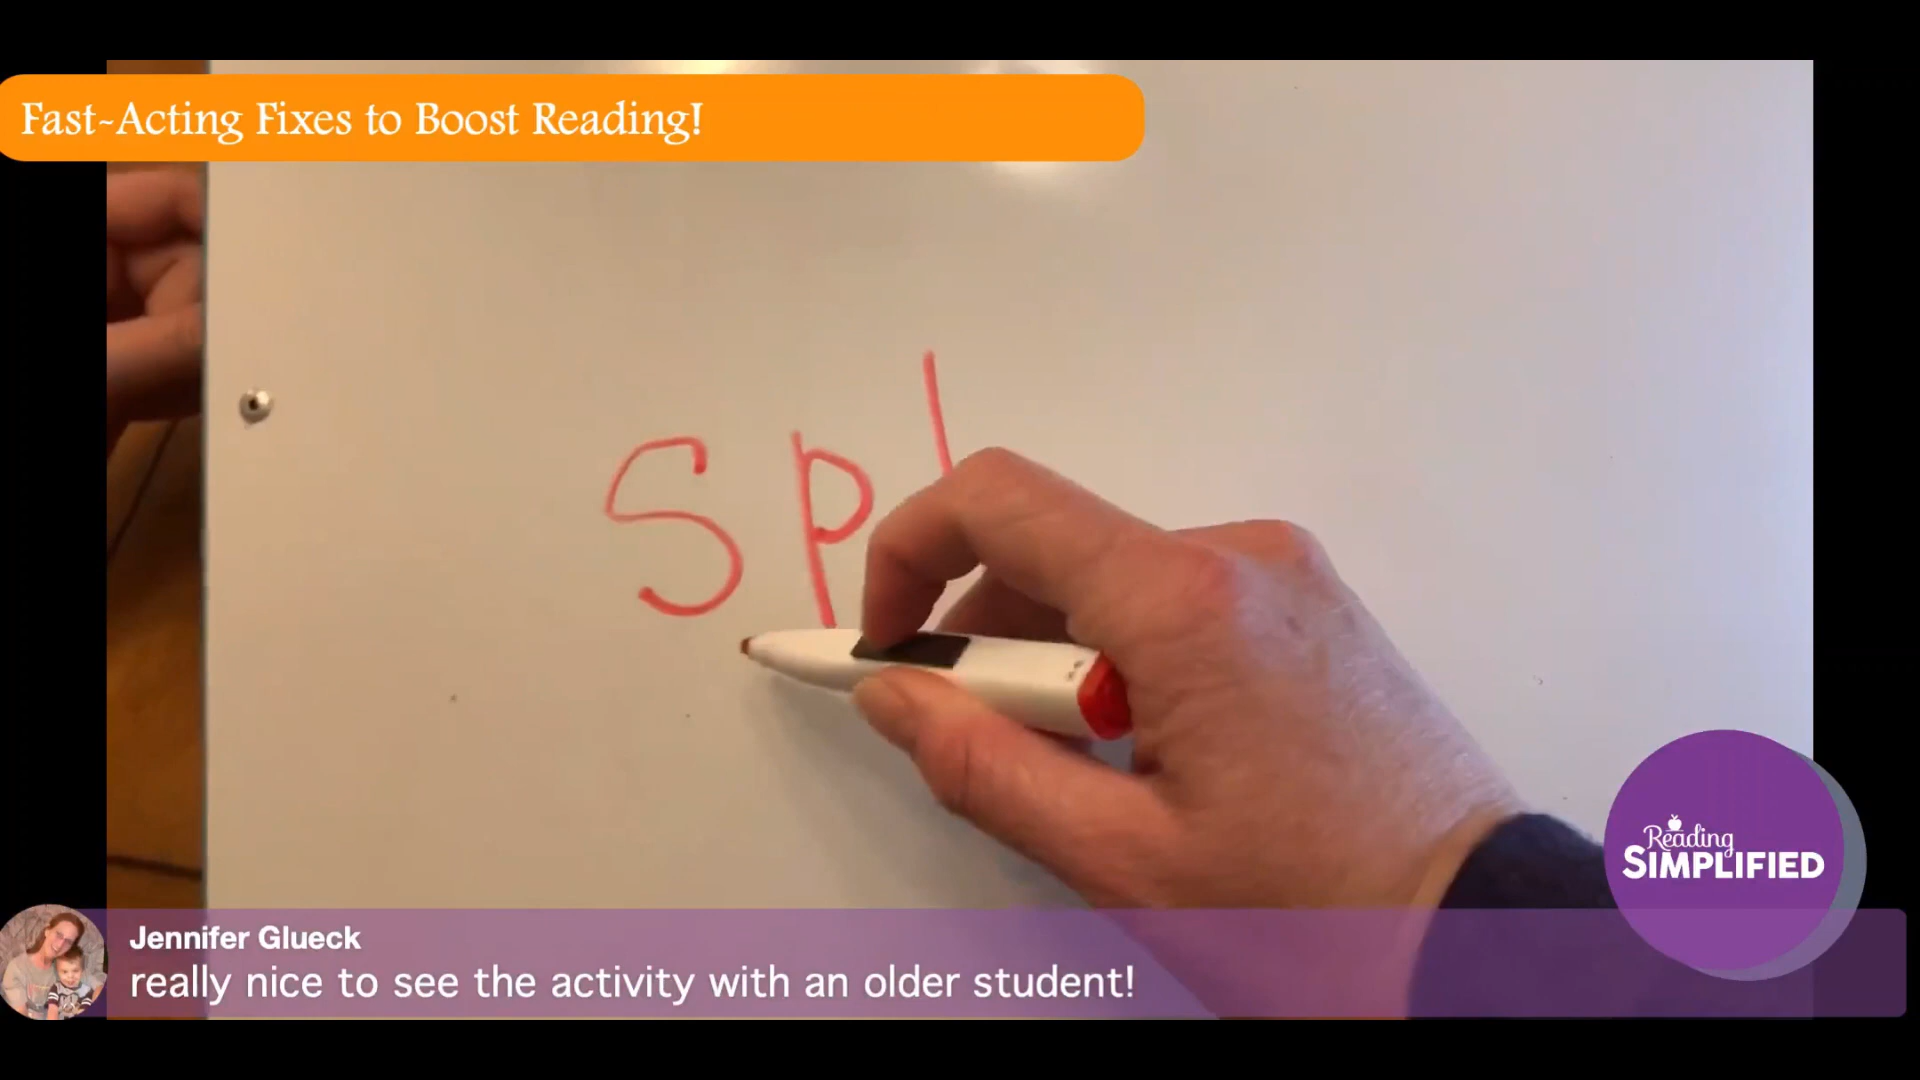 Fast-Acting Fixes to Boost Reading!
spl
Reading
SIMPLIFIED
Jennifer Glueck
really nice to see the activity with an older student!